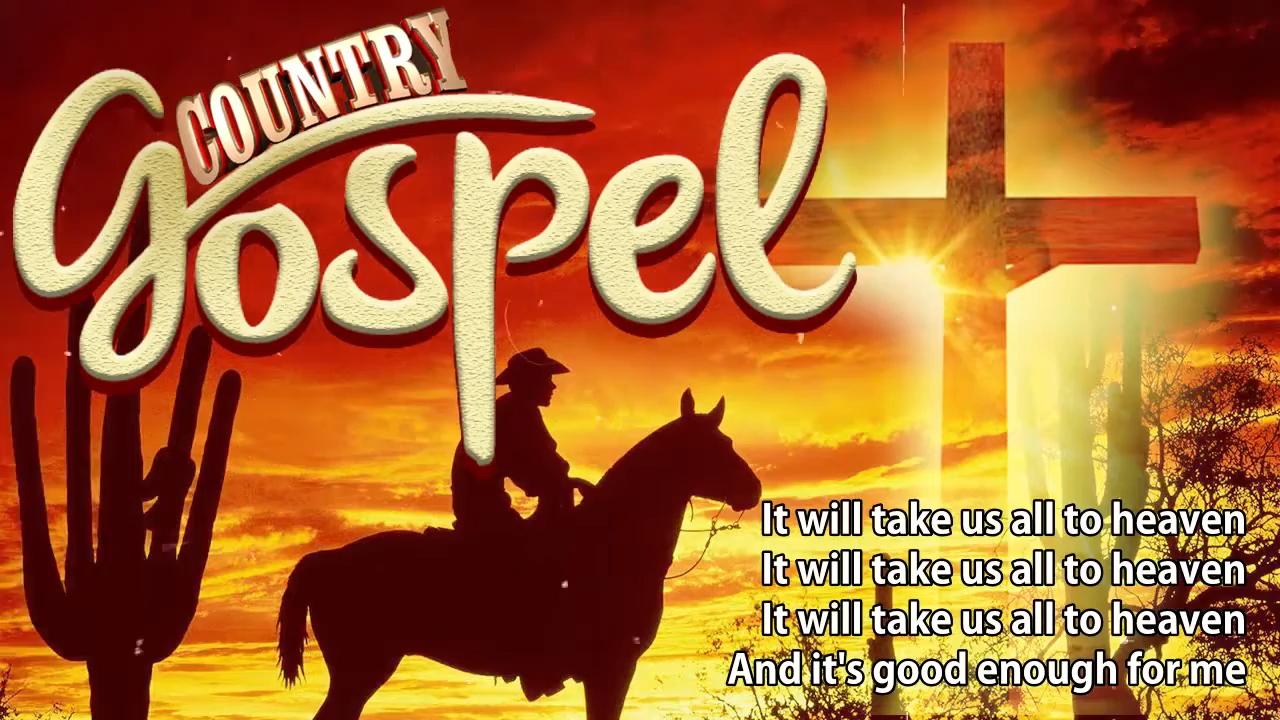 COUNTRY
Gospel
It will take us all to heaven
It will take us all to heaven
It will take us all to heaven
And it's good enough for me